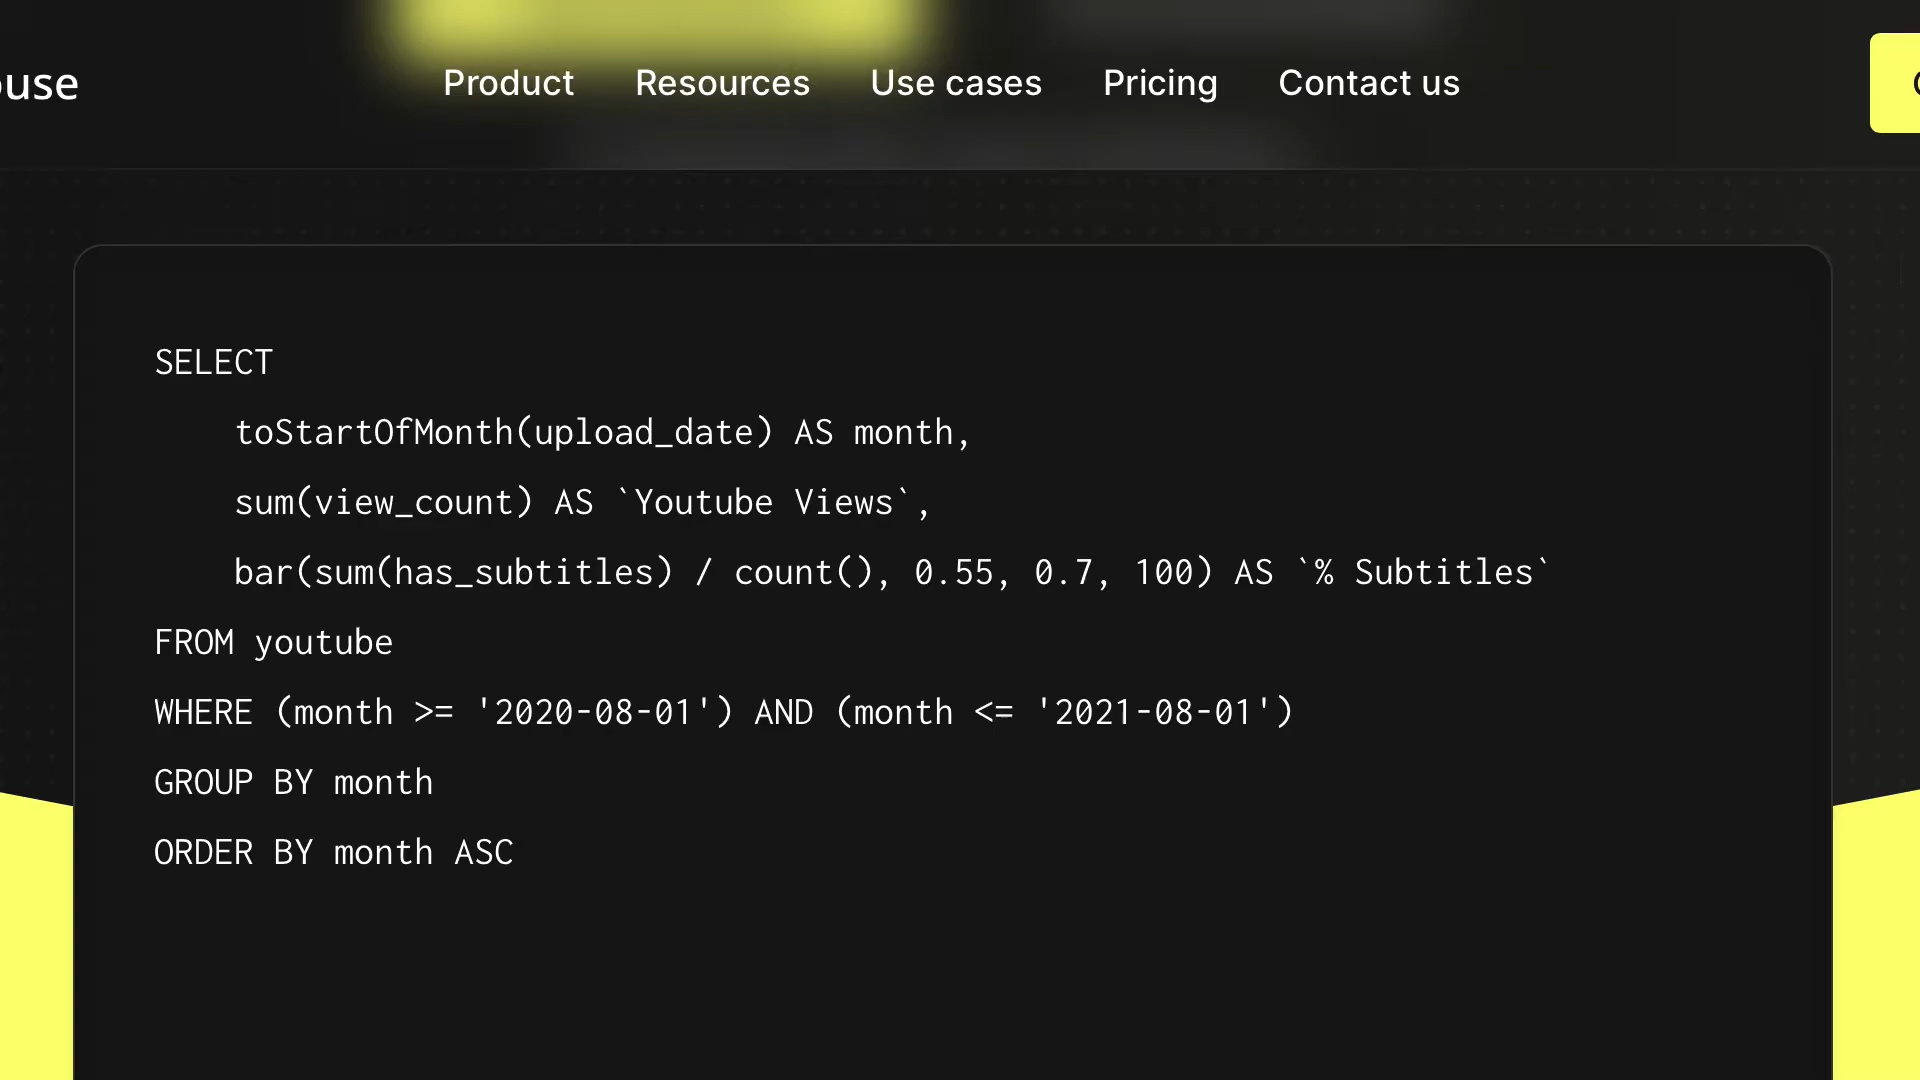 ouse
Product Resources Use cases Pricing Contact us
SELECT
toStartOfMonth(upload_date) AS month,
sum(view_count) AS `Youtube Views`,
bar(sum(has_subtitles) / count(), 0.55, 0.7, 100) AS `% Subtitles`
FROM youtube
WHERE (month >= '2020-08-01') AND (month <= '2021-08-01')
GROUP BY month
ORDER BY month ASC